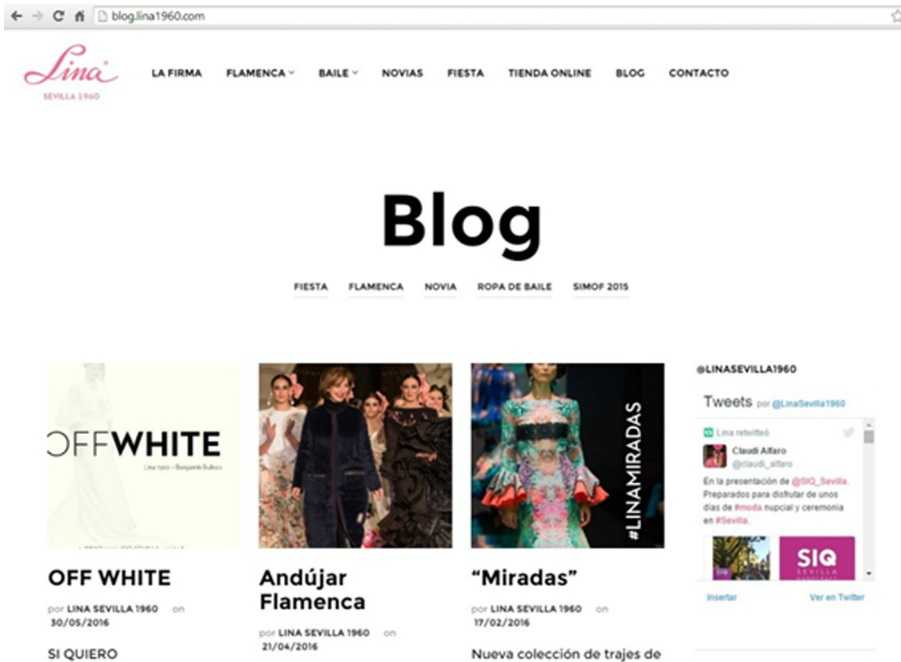 blog.lina1960.com
Lina
SEVILLA 1960
LA FIRMA FLAMENCA BAILE NOVIAS FIESTA TIENDA ONLINE BLOG CONTACTO
Blog
FIESTA FLAMENCA NOVIA ROPA DE BAILE SIMOF 2015
OFFWHITE
#LINAMIRADAS
OFF WHITE
por LINA SEVILLA 1960 on
30/05/2016
SI QUIERO
Andújar
Flamenca
por LINA SEVILLA 1960 on
21/04/2016
“Miradas”
por LINA SEVILLA 1960 on
17/02/2016
Nueva colección de trajes de
@LINASEVILLA1960
Tweets por @LinaSevilla1960
Lina retwitteó
Claudi Alfaro
@claudi_alfaro
En la presentación de @SIQ_Sevilla.
Preparados para disfrutar de unos
días de #moda nupcial y ceremonia
en #Sevilla.
SIQ
SEVILLA
Insertar Ver en Twitter